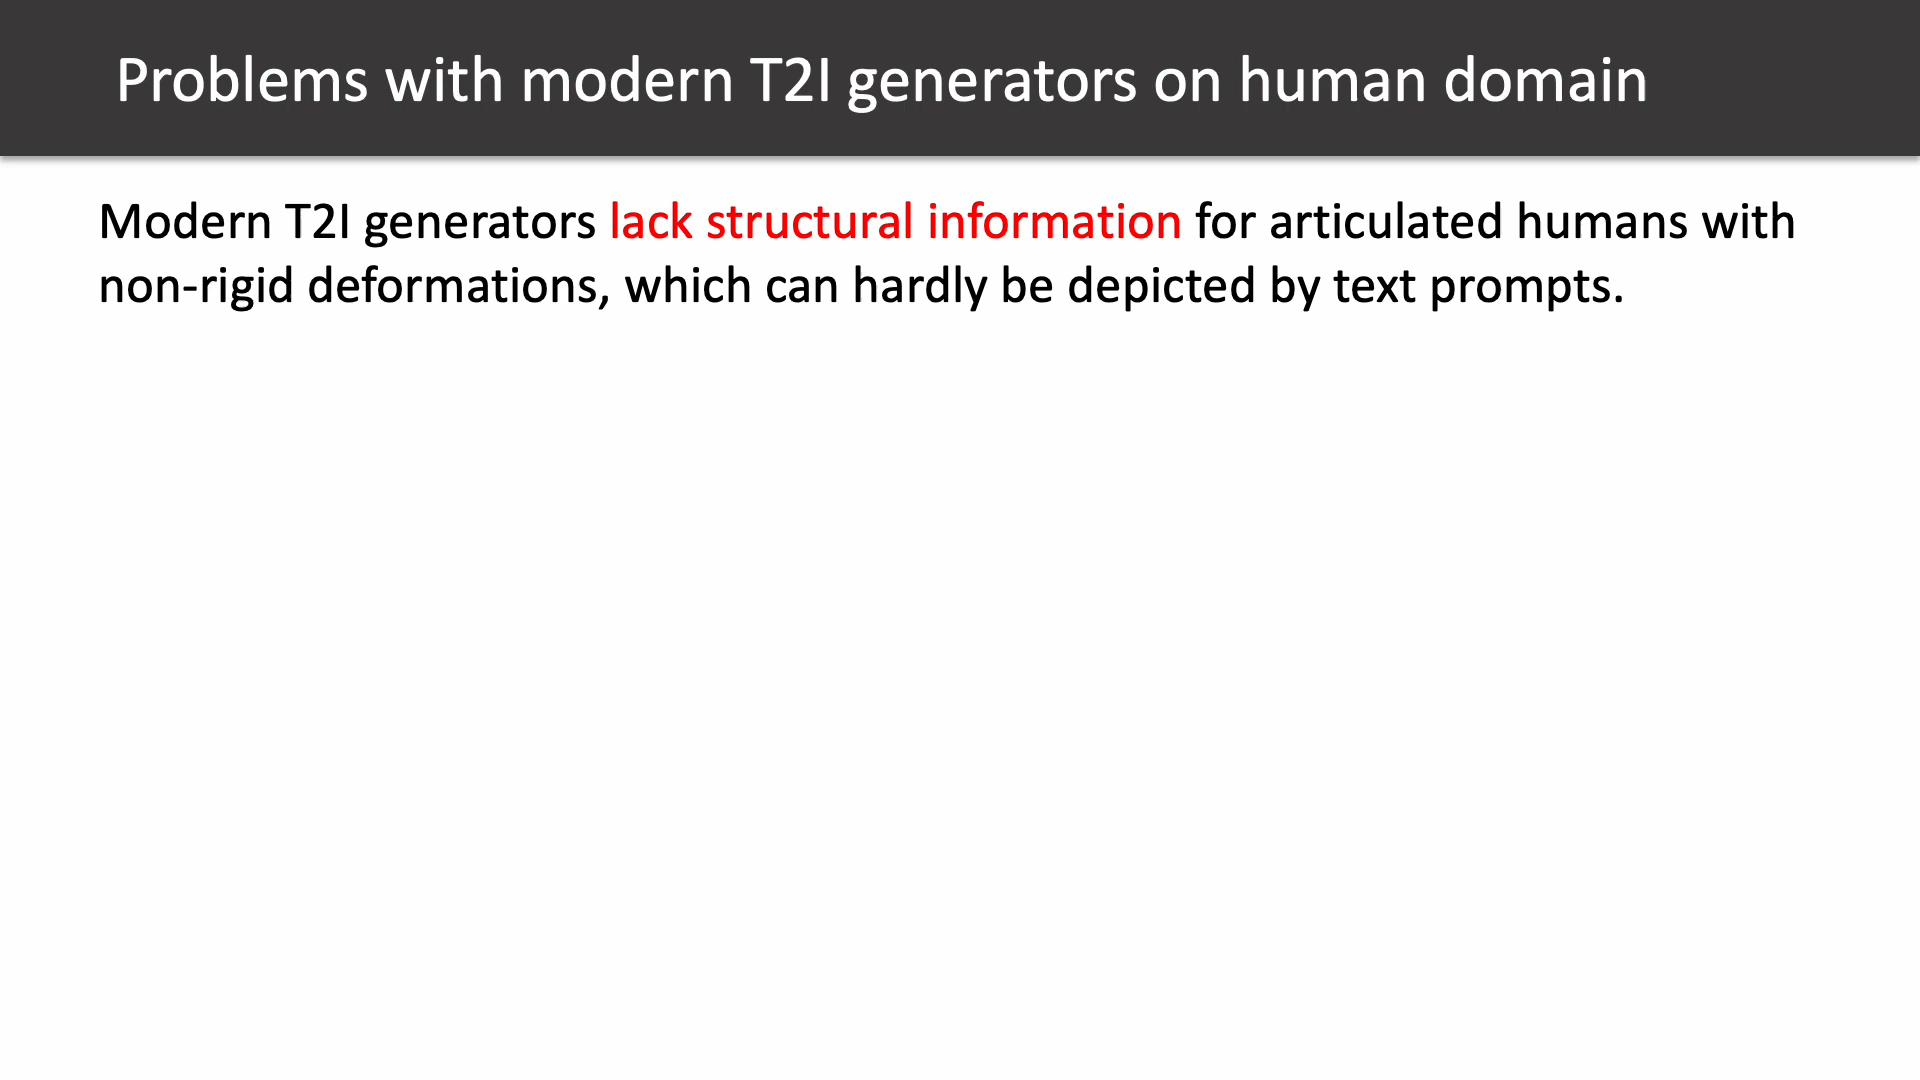 Problems with modern T2I generators on human domain
Modern T2I generators lack structural information for articulated humans with
non-rigid deformations, which can hardly be depicted by text prompts.